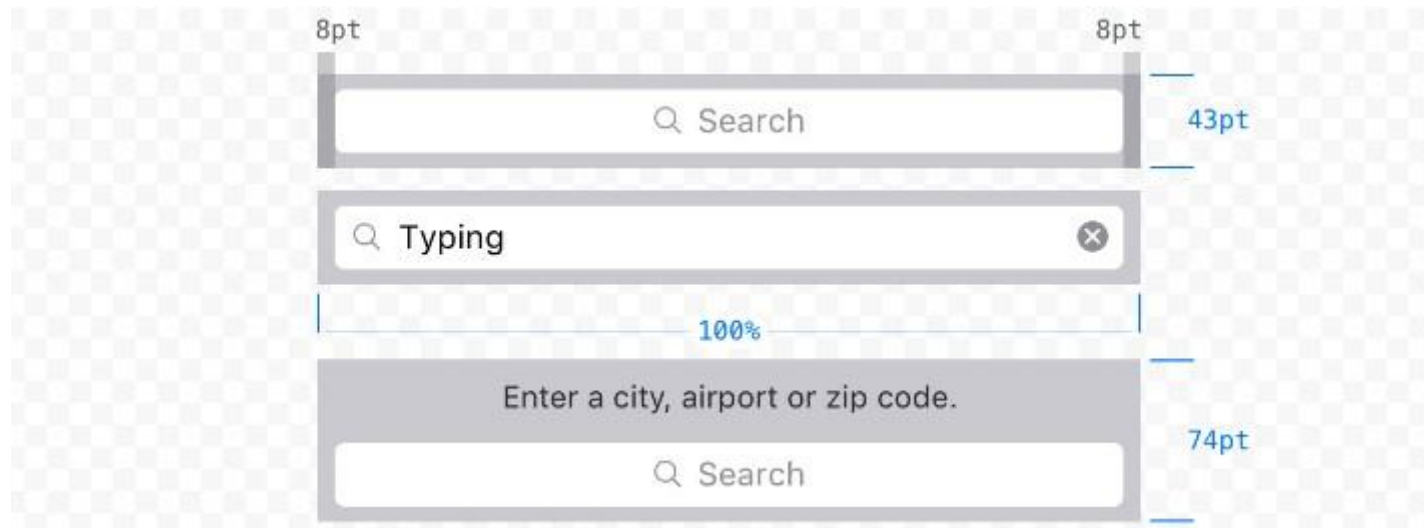 8pt 8pt
Search 43pt
Typing
100%
Enter a city, airport or zip code.
74pt
Search